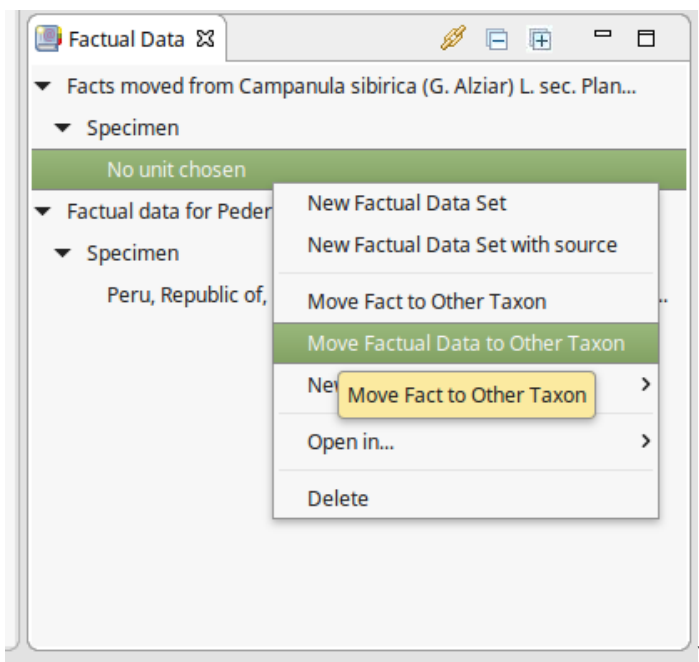 Factual Data
Facts moved from Campanula sibirica (G. Alziar) L. sec. Plan...
Specimen
No unit chosen
Factual data for Peder
Specimen
Peru, Republic of, ..
New Factual Data Set
New Factual Data Set with source
Move Fact to Other Taxon
Move Factual Data to Other Taxon
Move Fact to Other Taxon
Open in...
Delete